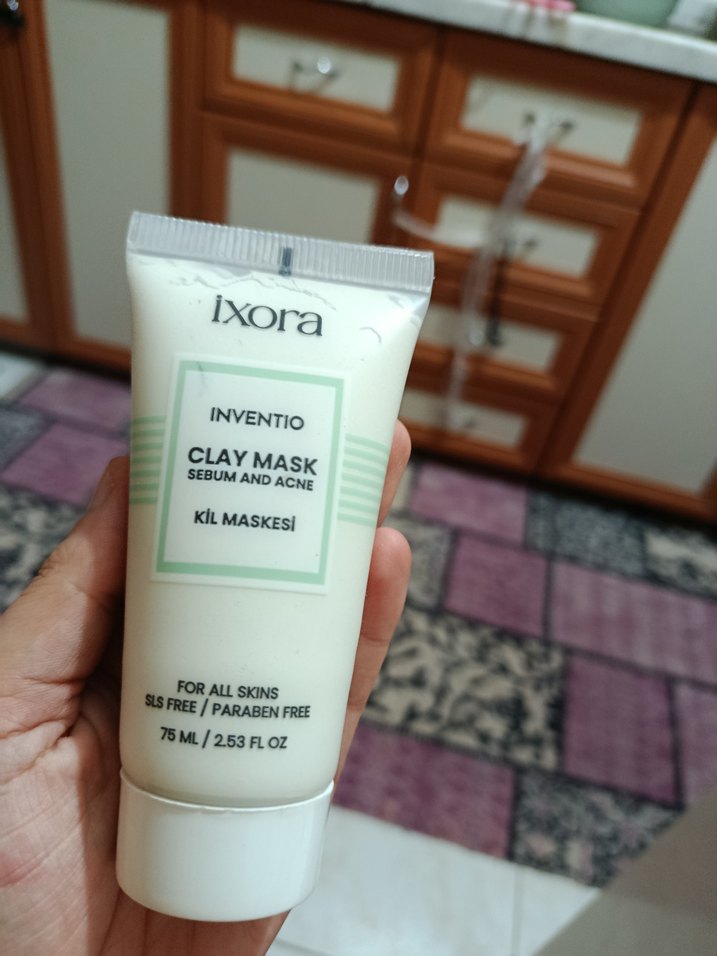 ixora
INVENTIO
CLAY MASK
SEBUM AND ACNE
KİL MASKESİ
FOR ALL SKINS
SLS FREE / PARABEN FREE
75 ML / 2.53 FL OZ